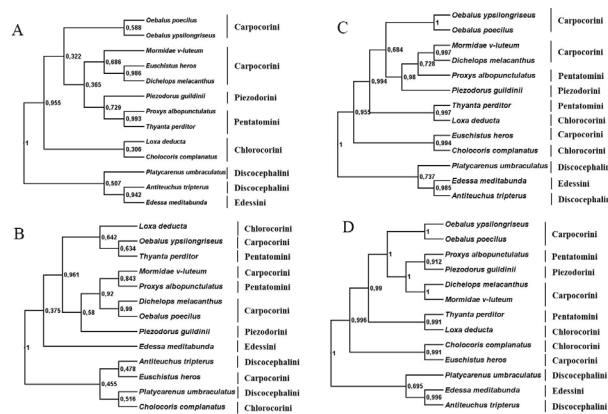 A
Oebalus poecilus
0,588
Carpocorini
Oebalus ypsilongriseus
0,322
Mormidae v-luteum
0,686
Euschistus heros
Carpocorini
0,986
Dichelops melacanthus
0,365
Piezodorus guildinii
Piezodorini
0,729
Proxys albopunctulatus
0,993
Pentatomini
Thyanta perditor
0,955
Loxa deducta
0,306
Chlorocorini
Cholocoris complanatus
1
Platycarenus umbraculatus
Discocephalini
0,507
Antiteuchus tripterus
Discocephalini
0,942
Edessa meditabunda
Edessini
B
Loxa deducta
Chlorocorini
0,642
Oebalus ypsilongriseus
Carpocorini
0,634
Thyanta perditor
Pentatomini
0,961
Mormidae v-luteum
Carpocorini
0,843
Proxys albopunctulatus
Pentatomini
0,92
Dichelops melacanthus
0,99
Carpocorini
Oebalus poecilus
0,58
0,375
Piezodorus guildinii
Piezodorini
Edessa meditabunda
Edessini
1
Antiteuchus tripterus
Discocephalini
0,478
Euschistus heros
Carpocorini
0,455
Platycarenus umbraculatus
Discocephalini
0,516
Cholocoris complanatus
Chlorocorini
C
Oebalus ypsilongriseus
1
Carpocorini
Oebalus poecilus
0,684
Mormidae v-luteum
0,997
Carpocorini
Dichelops melacanthus
0,728
Proxys albopunctulatus
Pentatomini
0,98
0,994
Piezodorus guildinii
Piezodorini
Thyanta perditor
Pentatomini
0,997
Loxa deducta
Chlorocorini
0,955
Euschistus heros
Carpocorini
0,994
Cholocoris complanatus
Chlorocorini
1
Platycarenus umbraculatus
Discocephalini
0,737
Edessa meditabunda
Edessini
0,985
Antiteuchus tripterus
Discocephalini
D
Oebalus ypsilongriseus
1
Carpocorini
Oebalus poecilus
Proxys albopunctulatus
Pentatomini
0,912
Piezodorus guildinii
Piezodorini
1
0,99
Dichelops melacanthus
1
Carpocorini
Mormidae v-luteum
0,996
Thyanta perditor
Pentatomini
0,991
Loxa deducta
Chlorocorini
Cholocoris complanatus
Chlorocorini
0,991
Euschistus heros
Carpocorini
1
Platycarenus umbraculatus
Discocephalini
0,695
Edessa meditabunda
Edessini
0,996
Antiteuchus tripterus
Discocephalini